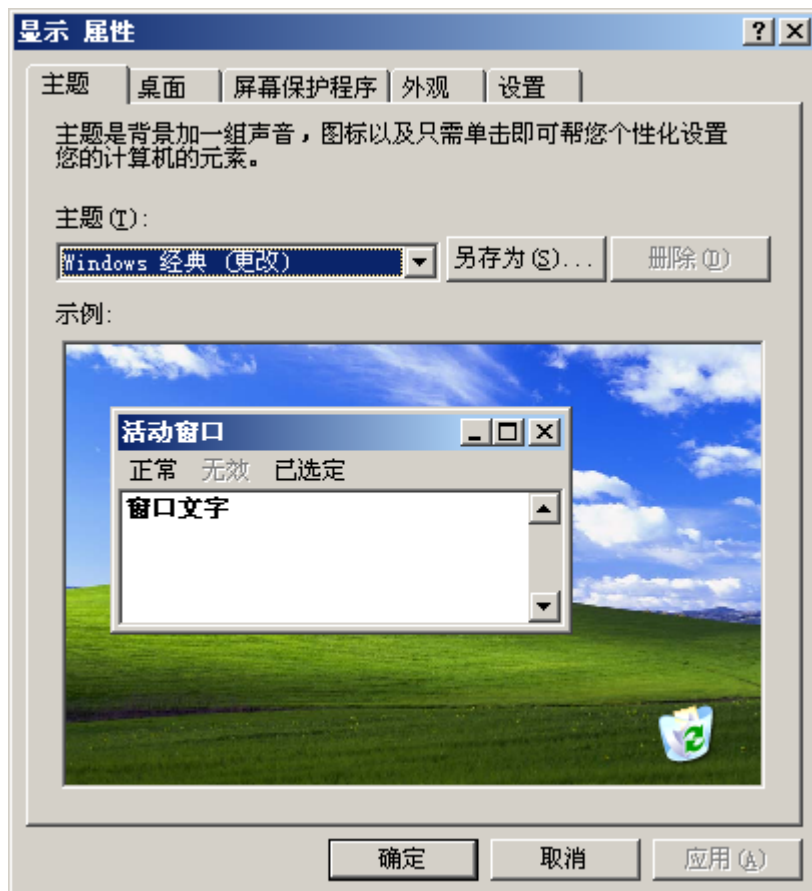 显示 属性
主题 桌面 屏幕保护程序 外观 设置
主题是背景加一组声音，图标以及只需单击即可帮您个性化设置
您的计算机的元素。
主题(T):
Windows 经典 (更改) 另存为(S)... 删除(D)
示例:
活动窗口
正常 无效 已选定
窗口文字
确定 取消 应用(A)